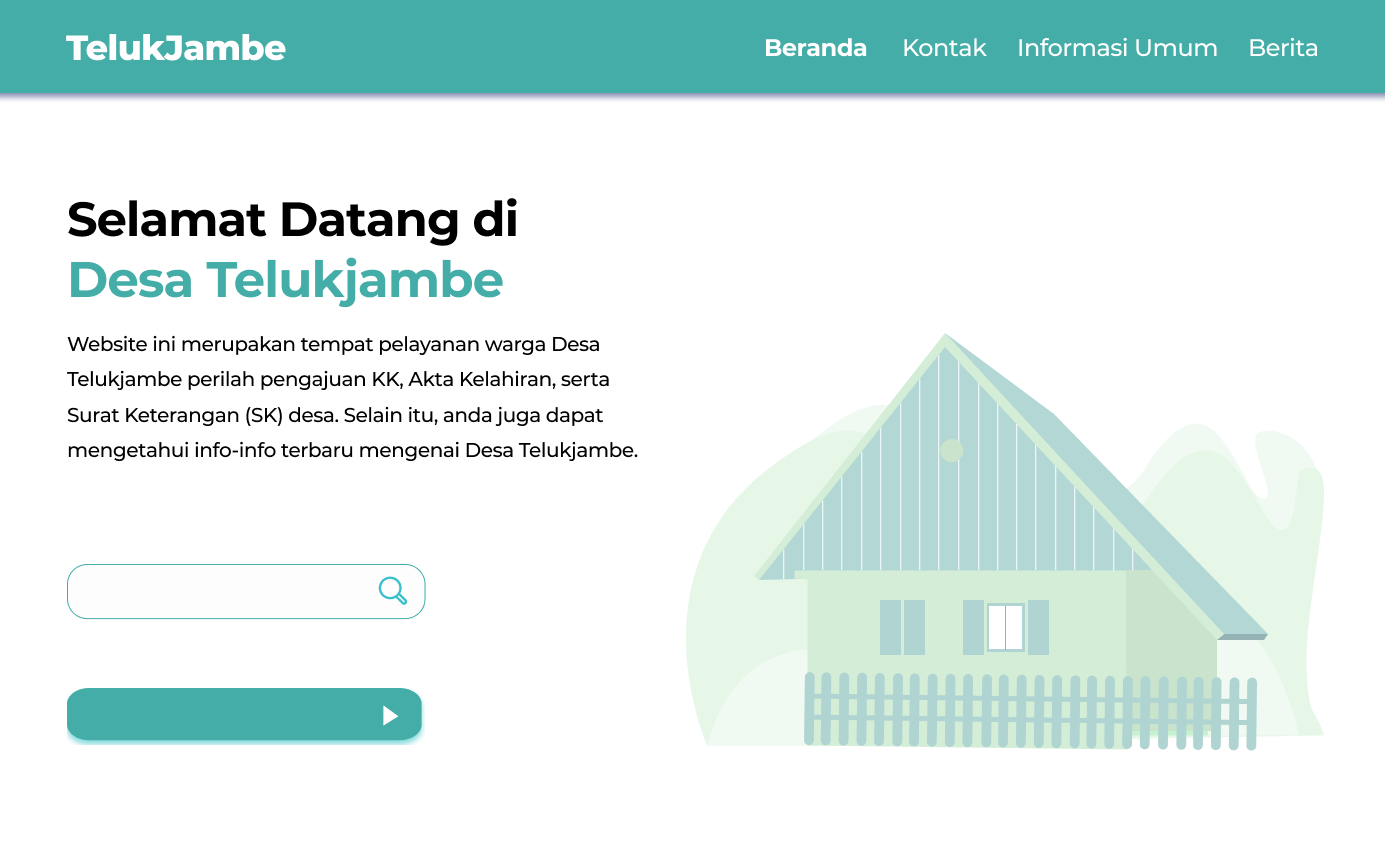 TelukJambe
Beranda Kontak Informasi Umum Berita
Selamat Datang di
Desa Telukjambe
Website ini merupakan tempat pelayanan warga Desa
Telukjambe perilah pengajuan KK, Akta Kelahiran, serta
Surat Keterangan (SK) desa. Selain itu, anda juga dapat
mengetahui info-info terbaru mengenai Desa Telukjambe.